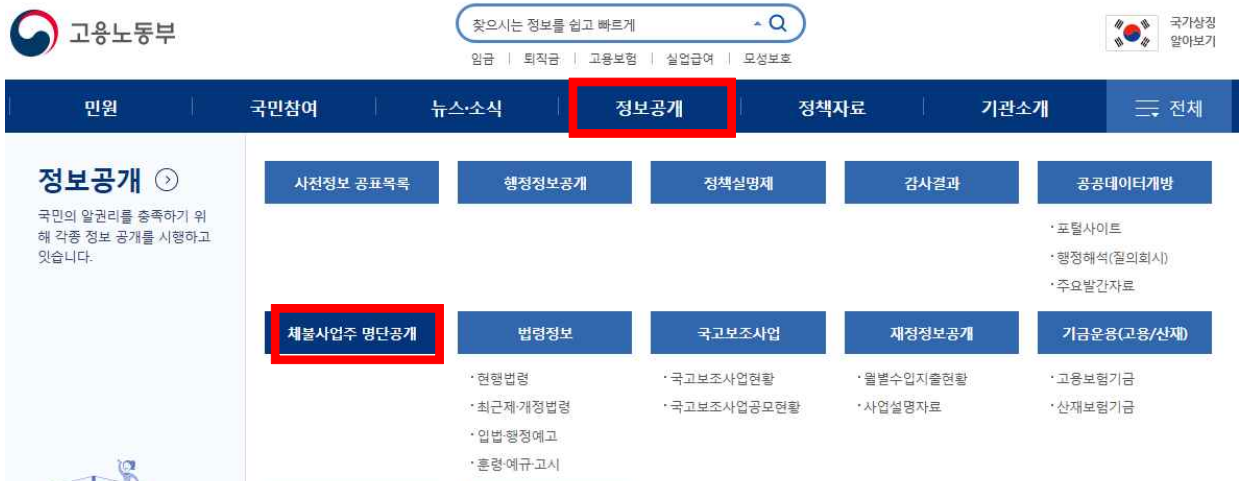 고용노동부
찾으시는 정보를 쉽고 빠르게
임금 | 퇴직금 | 고용보험 | 실업급여 | 모성보호
국가상징
알아보기
민원 국민참여 뉴스·소식 정보공개 정책자료 기관소개 전체
정보공개
국민의 알권리를 충족하기 위
해 각종 정보 공개를 시행하고
잇습니다.
사전정보 공표목록 행정정보공개 정책실명제 감사결과 공공데이터개방
·포털사이트
·행정해석(질의회시)
·주요발간자료
체불사업주 명단공개 법령정보 국고보조사업 재정정보공개 기금운용(고용/산재)
·현행법령 ·국고보조사업현황 ·월별수입지출현황 ·고용보험기금
·최근제·개정법령 ·국고보조사업공모현황 ·사업설명자료 ·산재보험기금
·입법·행정예고
·훈령·예규·고시